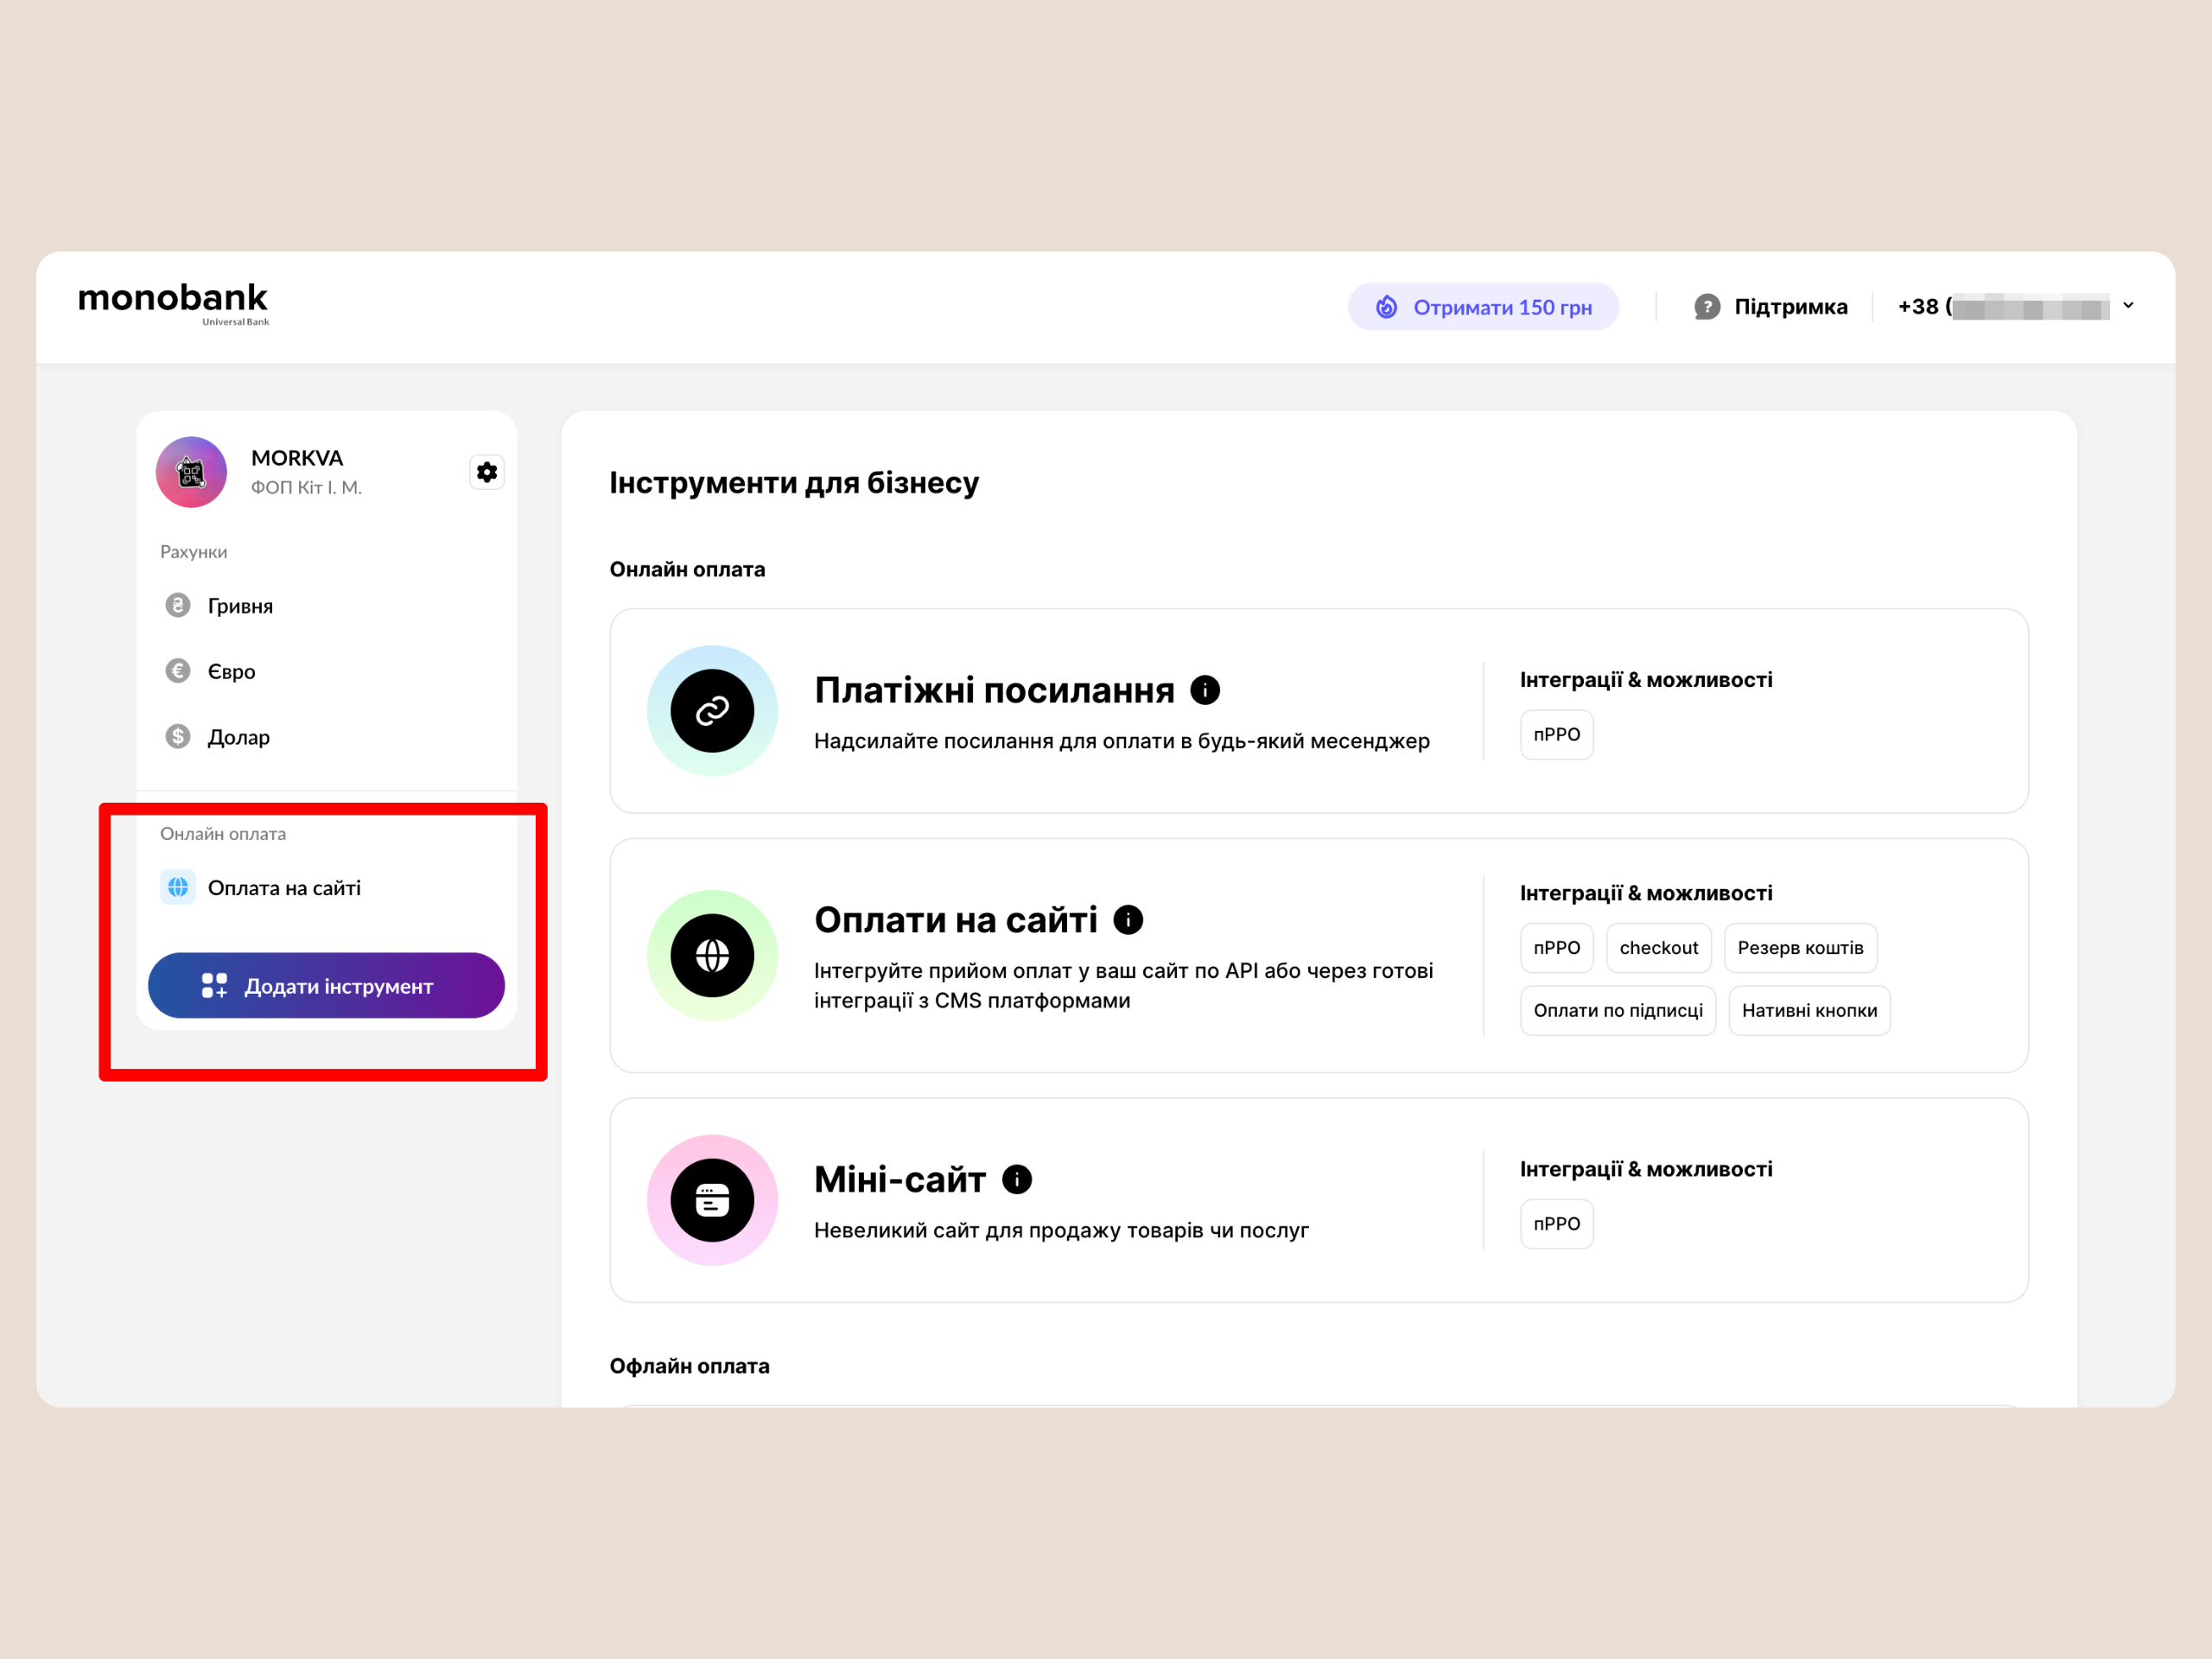 monobank
Universal Bank
Отримати 150 грн
Підтримка
+38 (
MORKVA
ФОП Кіт І. М.
Рахунки
Гривня
Євро
Долар
Онлайн оплата
Оплата на сайті
Додати інструмент
Інструменти для бізнесу
Онлайн оплата
Платіжні посилання
Надсилайте посилання для оплати в будь-який месенджер
Інтеграції & можливості
пРРО
Оплати на сайті
Інтегруйте прийом оплат у ваш сайт по API або через готові
інтеграції з CMS платформами
Інтеграції & можливості
пРРО checkout Резерв коштів
Оплати по підписці Нативні кнопки
Міні-сайт
Невеликий сайт для продажу товарів чи послуг
Інтеграції & можливості
пРРО
Офлайн оплата